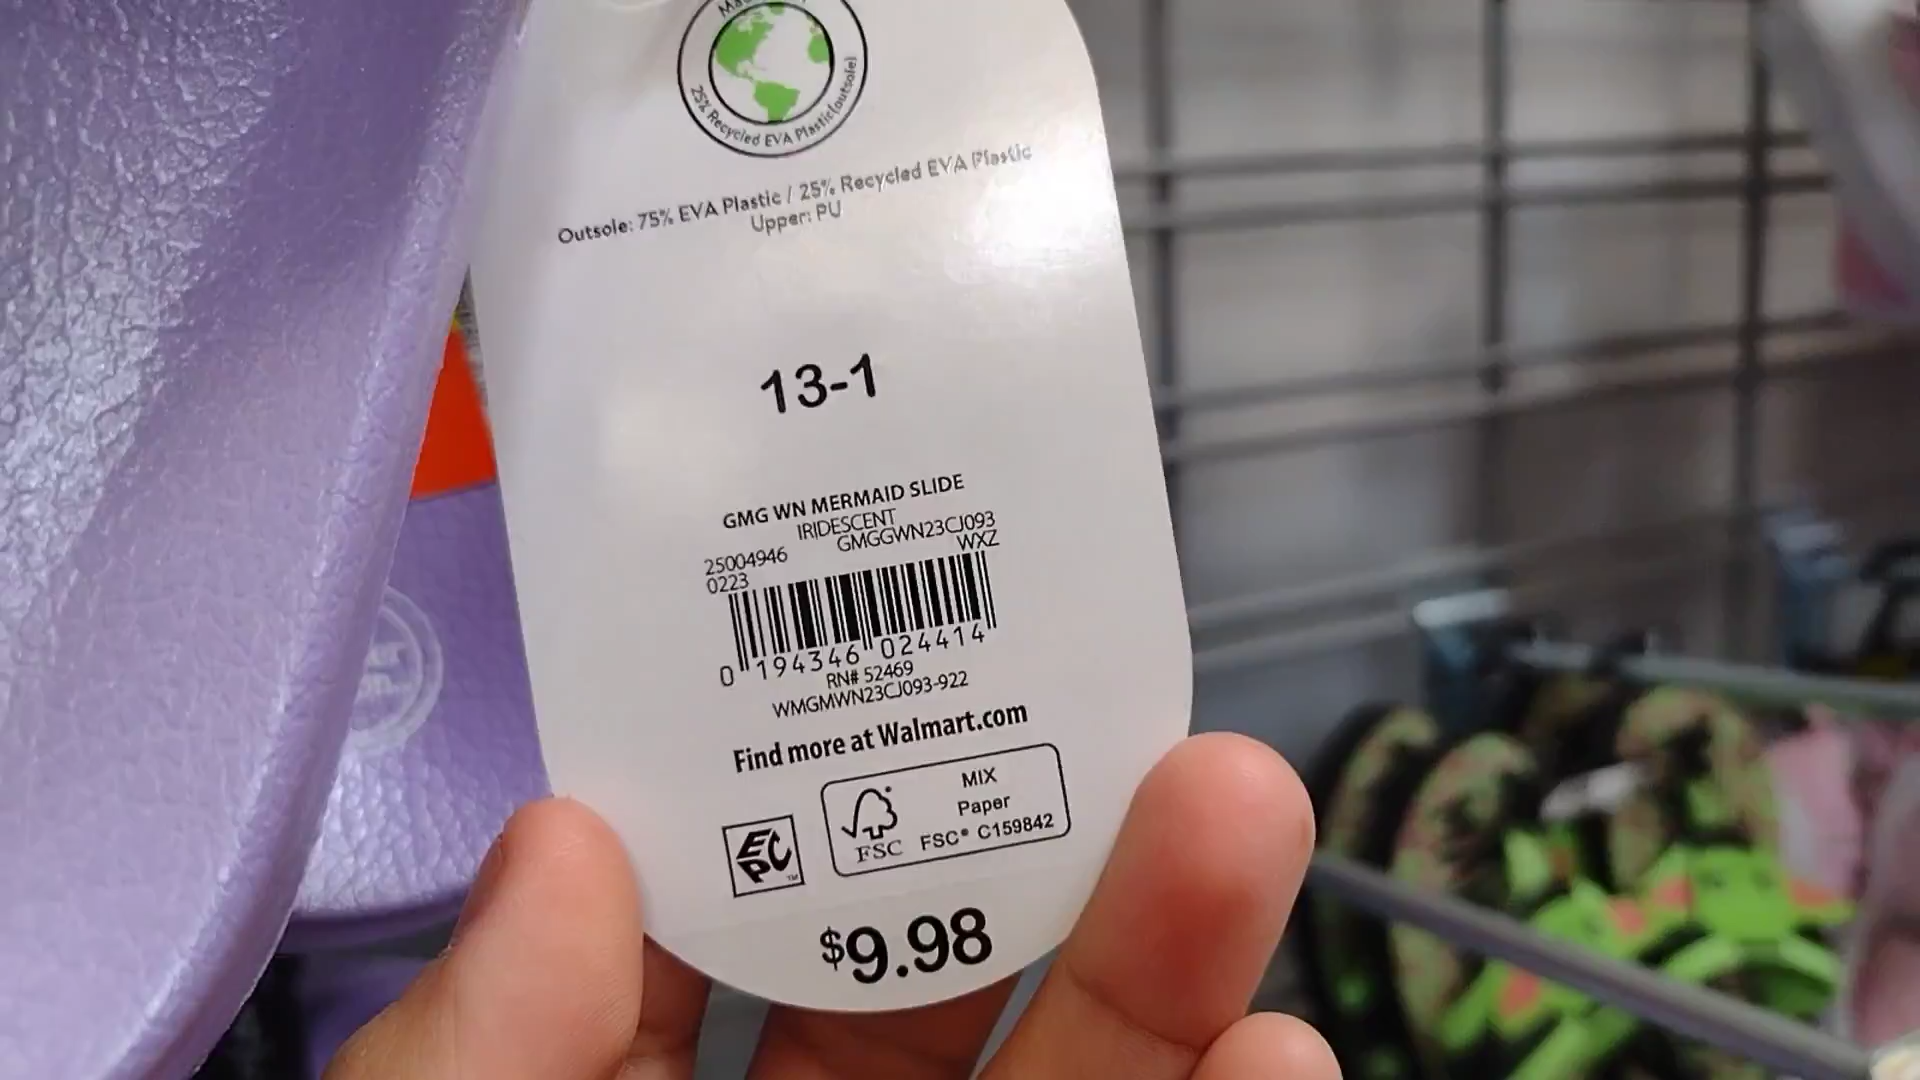 25% Recycled EVA Plastic(outsole)
Outsole: 75% EVA Plastic / 25% Recycled EVA Plastic
Upper: PU
13-1
GMG WN MERMAID SLIDE
IRIDESCENT
25004946 GMGGWN23CJ093
0223 WXZ
0 194346 024414
RN# 52469
WMGMWN23CJ093-922
Find more at Walmart.com
EPC™
FSC
MIX
Paper
FSC® C159842
$9.98